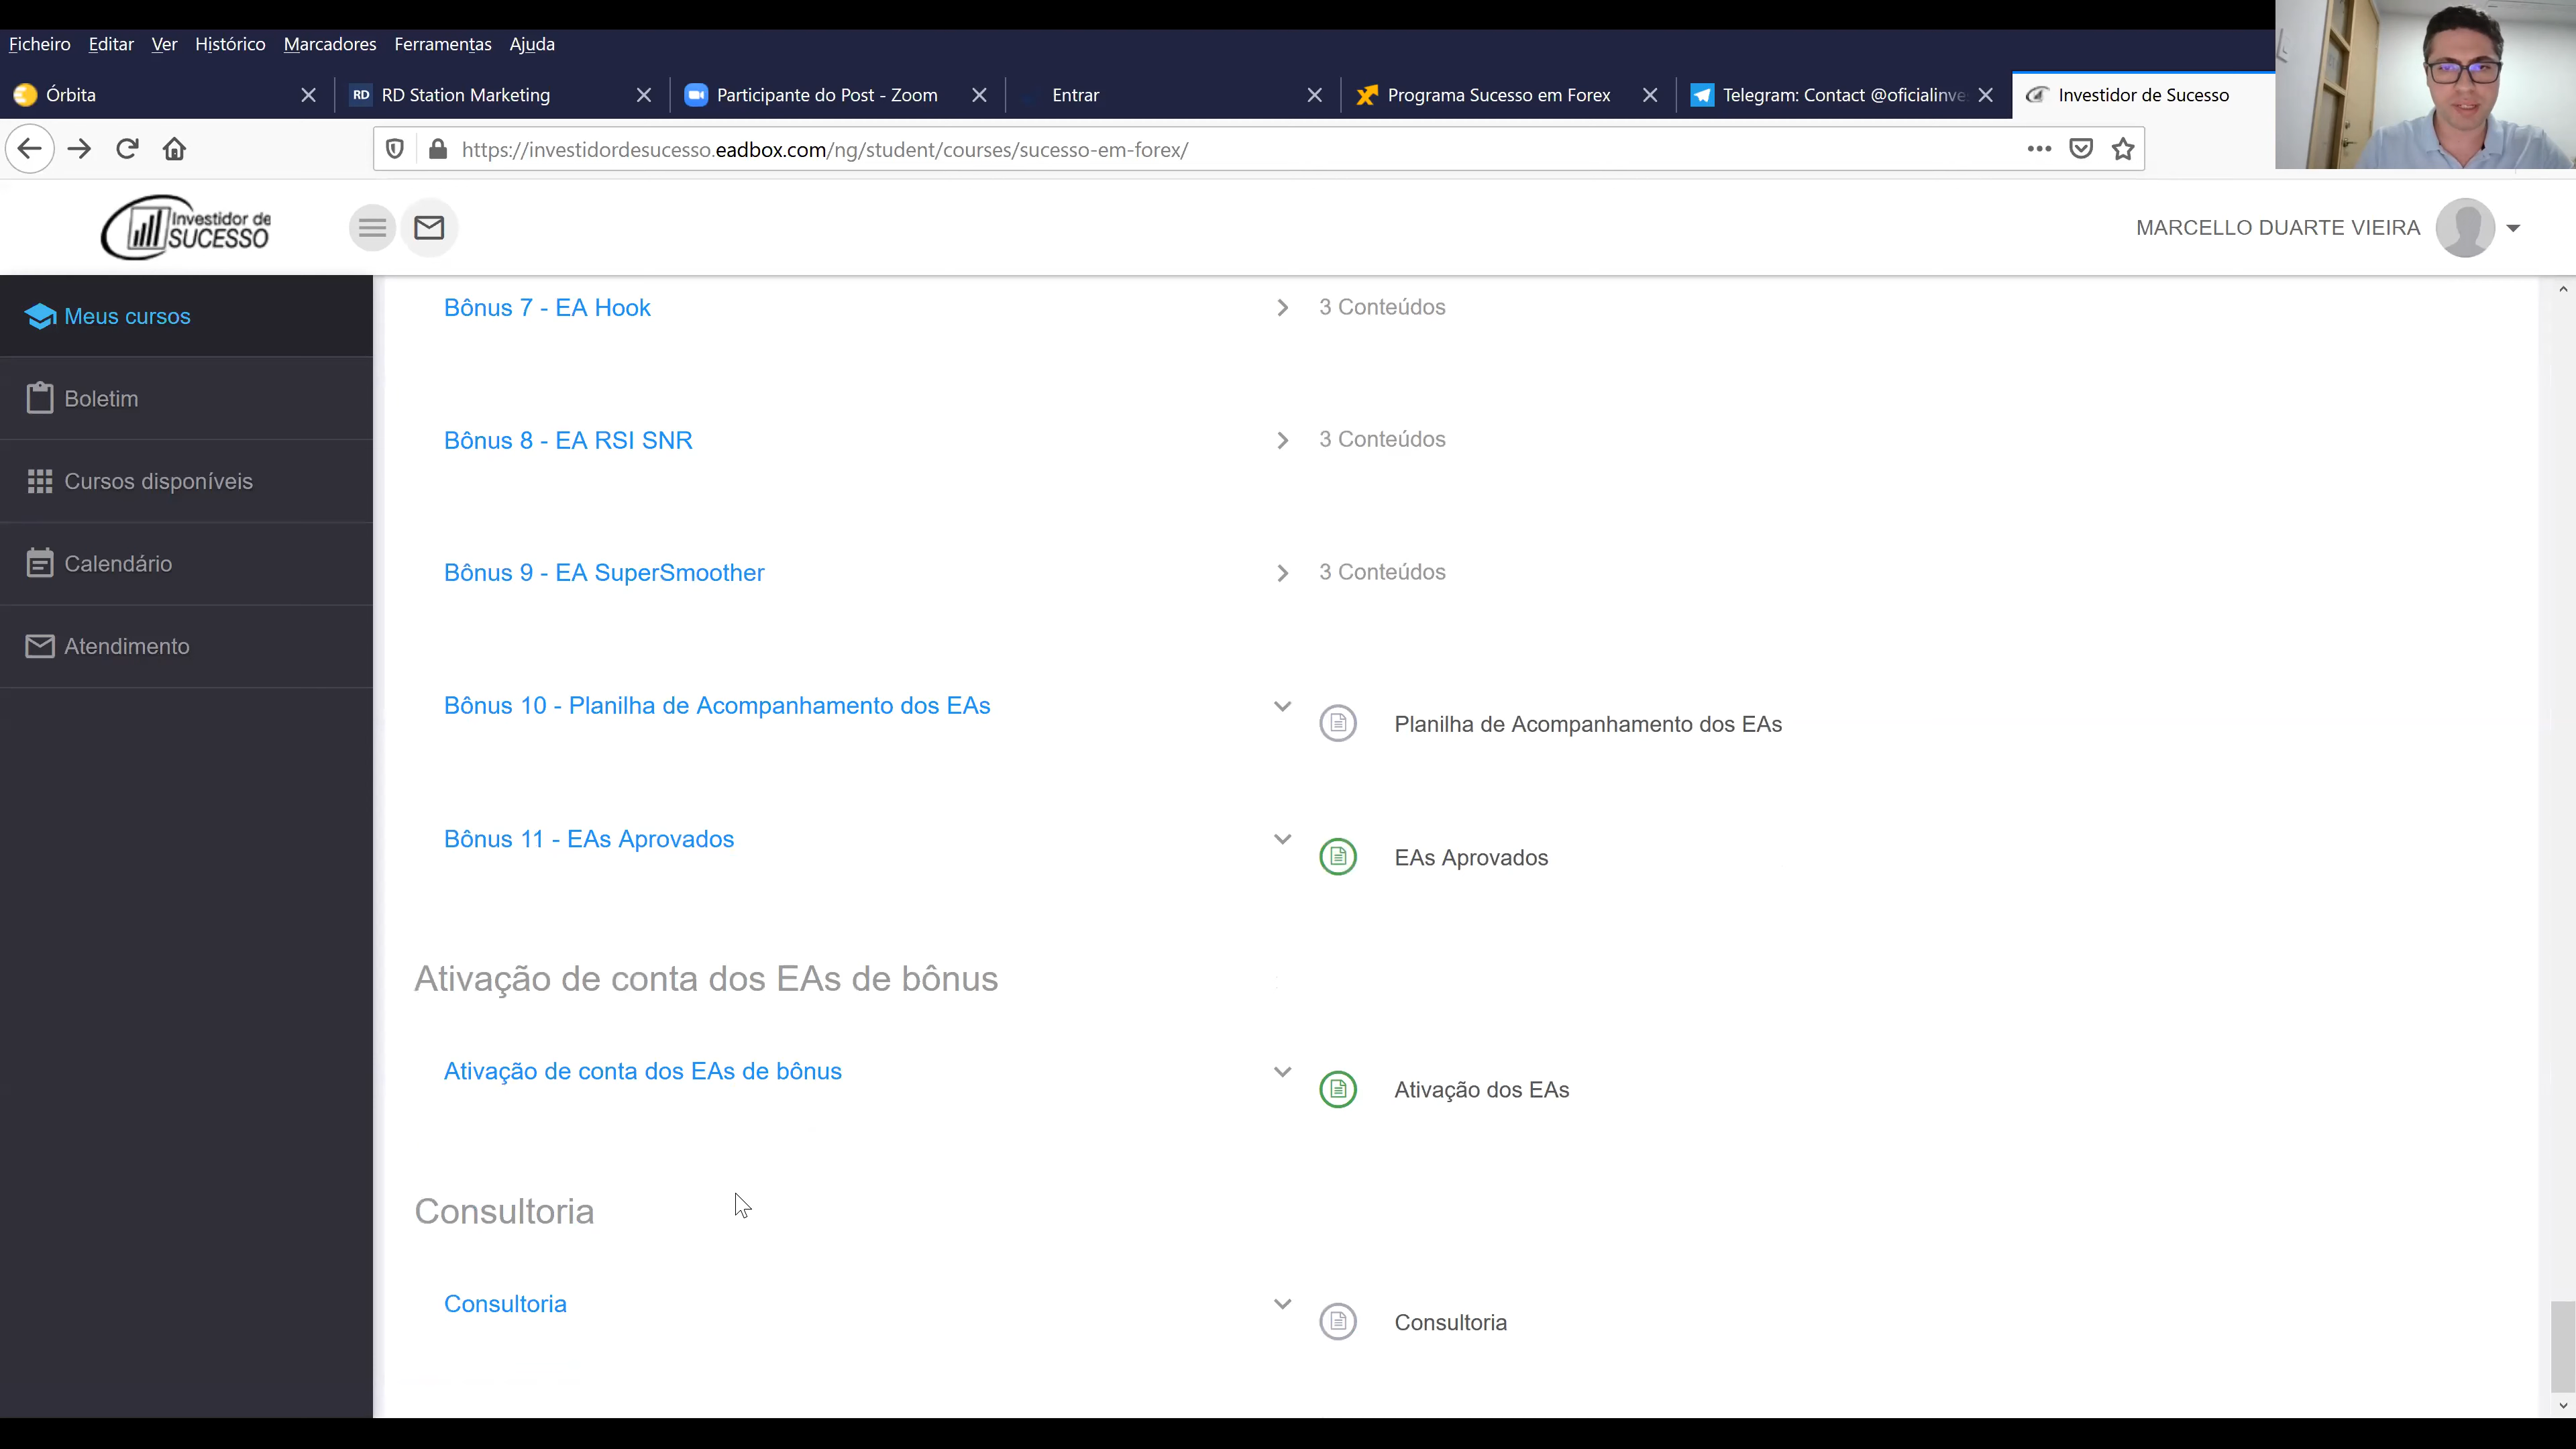 Ficheiro Editar Ver Histórico Marcadores Ferramentas Ajuda
Órbita
RD RD Station Marketing
Participante do Post - Zoom
Entrar
Programa Sucesso em Forex
Telegram: Contact @oficialinve
Investidor de Sucesso
https://investidordesucesso.eadbox.com/ng/student/courses/sucesso-em-forex/
Investidor de
SUCESSO
MARCELLO DUARTE VIEIRA
Meus cursos
Boletim
Cursos disponíveis
Calendário
Atendimento
Bônus 7 - EA Hook
3 Conteúdos
Bônus 8 - EA RSI SNR
3 Conteúdos
Bônus 9 - EA SuperSmoother
3 Conteúdos
Bônus 10 - Planilha de Acompanhamento dos EAs
Planilha de Acompanhamento dos EAs
Bônus 11 - EAs Aprovados
EAs Aprovados
Ativação de conta dos EAs de bônus
Ativação de conta dos EAs de bônus
Ativação dos EAs
Consultoria
Consultoria
Consultoria